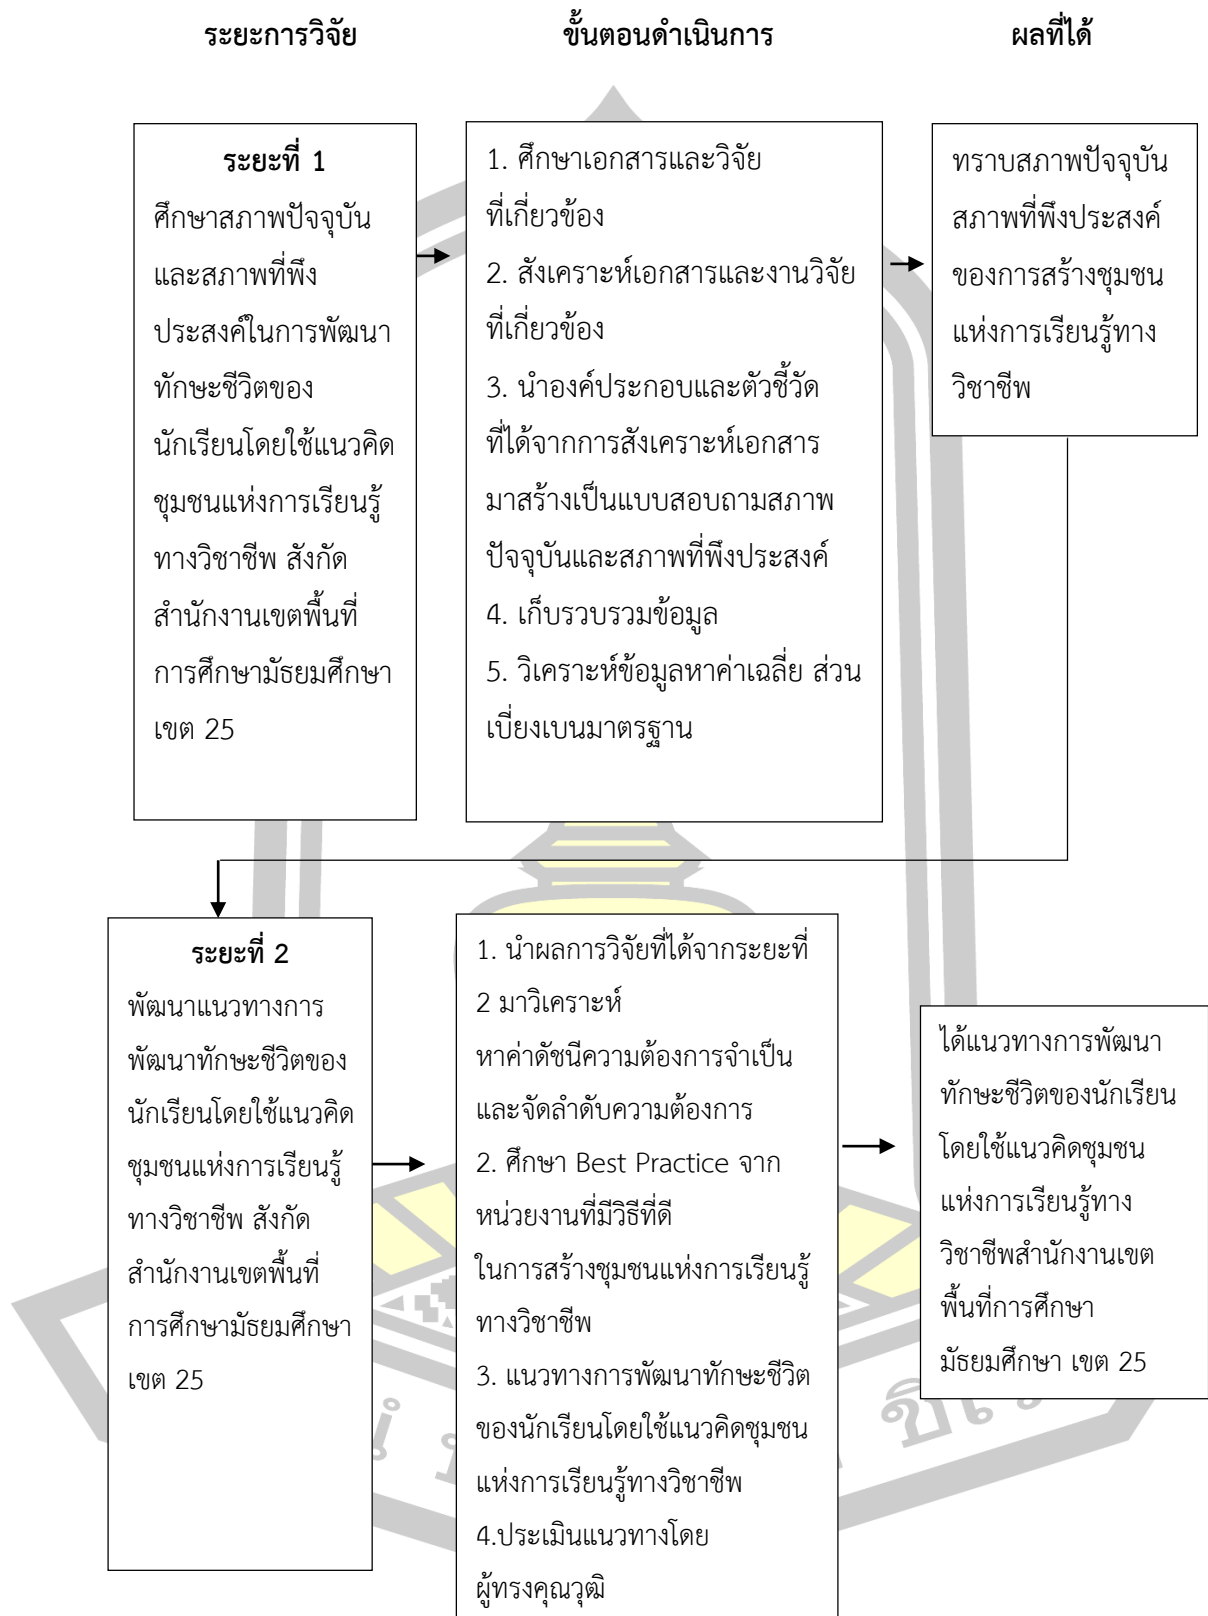 ระยะการวิจัย
ขั้นตอนดำเนินการ
ผลที่ได้
ระยะที่ 1
ศึกษาสภาพปัจจุบัน
และสภาพที่พึง
ประสงค์ในการพัฒนา
ทักษะชีวิตของ
นักเรียนโดยใช้แนวคิด
ชุมชนแห่งการเรียนรู้
ทางวิชาชีพ สังกัด
สำนักงานเขตพื้นที่
การศึกษามัธยมศึกษา
เขต 25
1. ศึกษาเอกสารและวิจัย
ที่เกี่ยวข้อง
2. สังเคราะห์เอกสารและงานวิจัย
ที่เกี่ยวข้อง
3. นำองค์ประกอบและตัวชี้วัด
ที่ได้จากการสังเคราะห์เอกสาร
มาสร้างเป็นแบบสอบถามสภาพ
ปัจจุบันและสภาพที่พึงประสงค์
4. เก็บรวบรวมข้อมูล
5. วิเคราะห์ข้อมูลหาค่าเฉลี่ย ส่วน
เบี่ยงเบนมาตรฐาน
ทราบสภาพปัจจุบัน
สภาพที่พึงประสงค์
ของการสร้างชุมชน
แห่งการเรียนรู้ทาง
วิชาชีพ
ระยะที่ 2
พัฒนาแนวทางการ
พัฒนาทักษะชีวิตของ
นักเรียนโดยใช้แนวคิด
ชุมชนแห่งการเรียนรู้
ทางวิชาชีพ สังกัด
สำนักงานเขตพื้นที่
การศึกษามัธยมศึกษา
เขต 25
1. นำผลการวิจัยที่ได้จากระยะที่
2 มาวิเคราะห์
หาค่าดัชนีความต้องการจำเป็น
และจัดลำดับความต้องการ
2. ศึกษา Best Practice จาก
หน่วยงานที่มีวิธีที่ดี
ในการสร้างชุมชนแห่งการเรียนรู้
ทางวิชาชีพ
3. แนวทางการพัฒนาทักษะชีวิต
ของนักเรียนโดยใช้แนวคิดชุมชน
แห่งการเรียนรู้ทางวิชาชีพ
4.ประเมินแนวทางโดย
ผู้ทรงคุณวุฒิ
ได้แนวทางการพัฒนา
ทักษะชีวิตของนักเรียน
โดยใช้แนวคิดชุมชน
แห่งการเรียนรู้ทาง
วิชาชีพสำนักงานเขต
พื้นที่การศึกษา
มัธยมศึกษา เขต 25